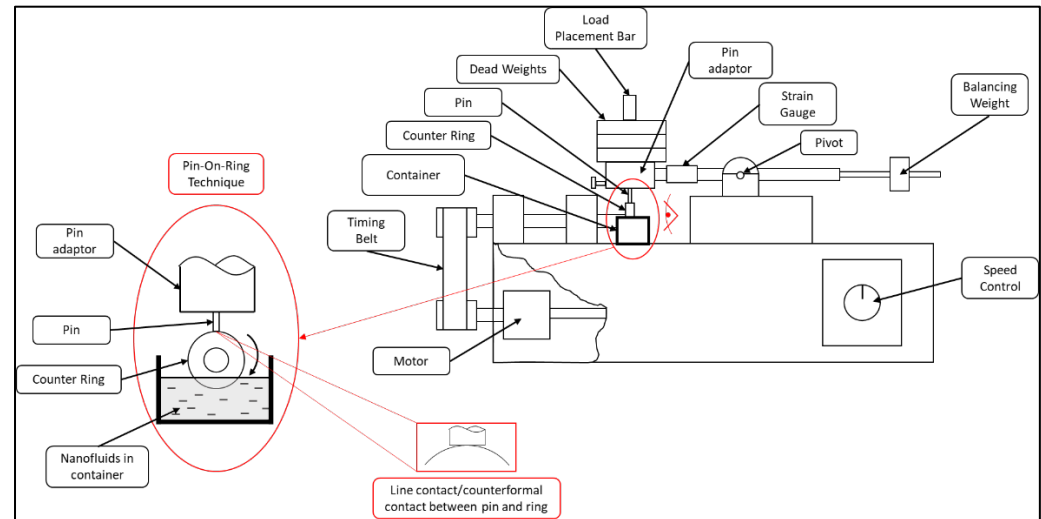 Load
Placement Bar
Pin
adaptor
Dead Weights
Strain
Gauge
Balancing
Weight
Pin
Counter Ring
Pivot
Pin-On-Ring
Technique
Container
Timing
Belt
Pin
adaptor
Speed
Control
Pin
Motor
Counter Ring
Nanofluids in
container
Line contact/counterformal
contact between pin and ring